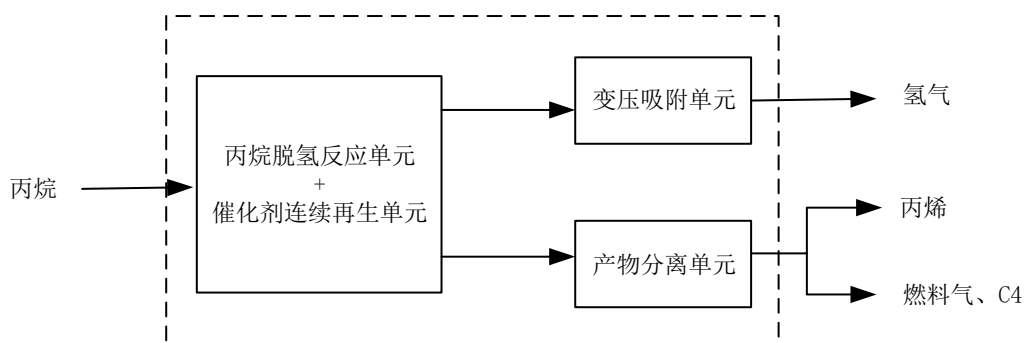 丙烷
丙烷脱氢反应单元
+
催化剂连续再生单元
变压吸附单元
氢气
产物分离单元
丙烯
燃料气、C4